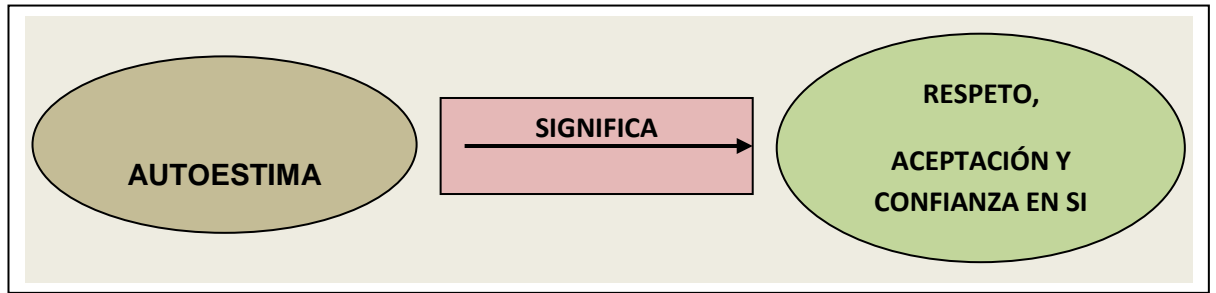 AUTOESTIMA
SIGNIFICA
RESPETO,
ACEPTACIÓN Y
CONFIANZA EN SI